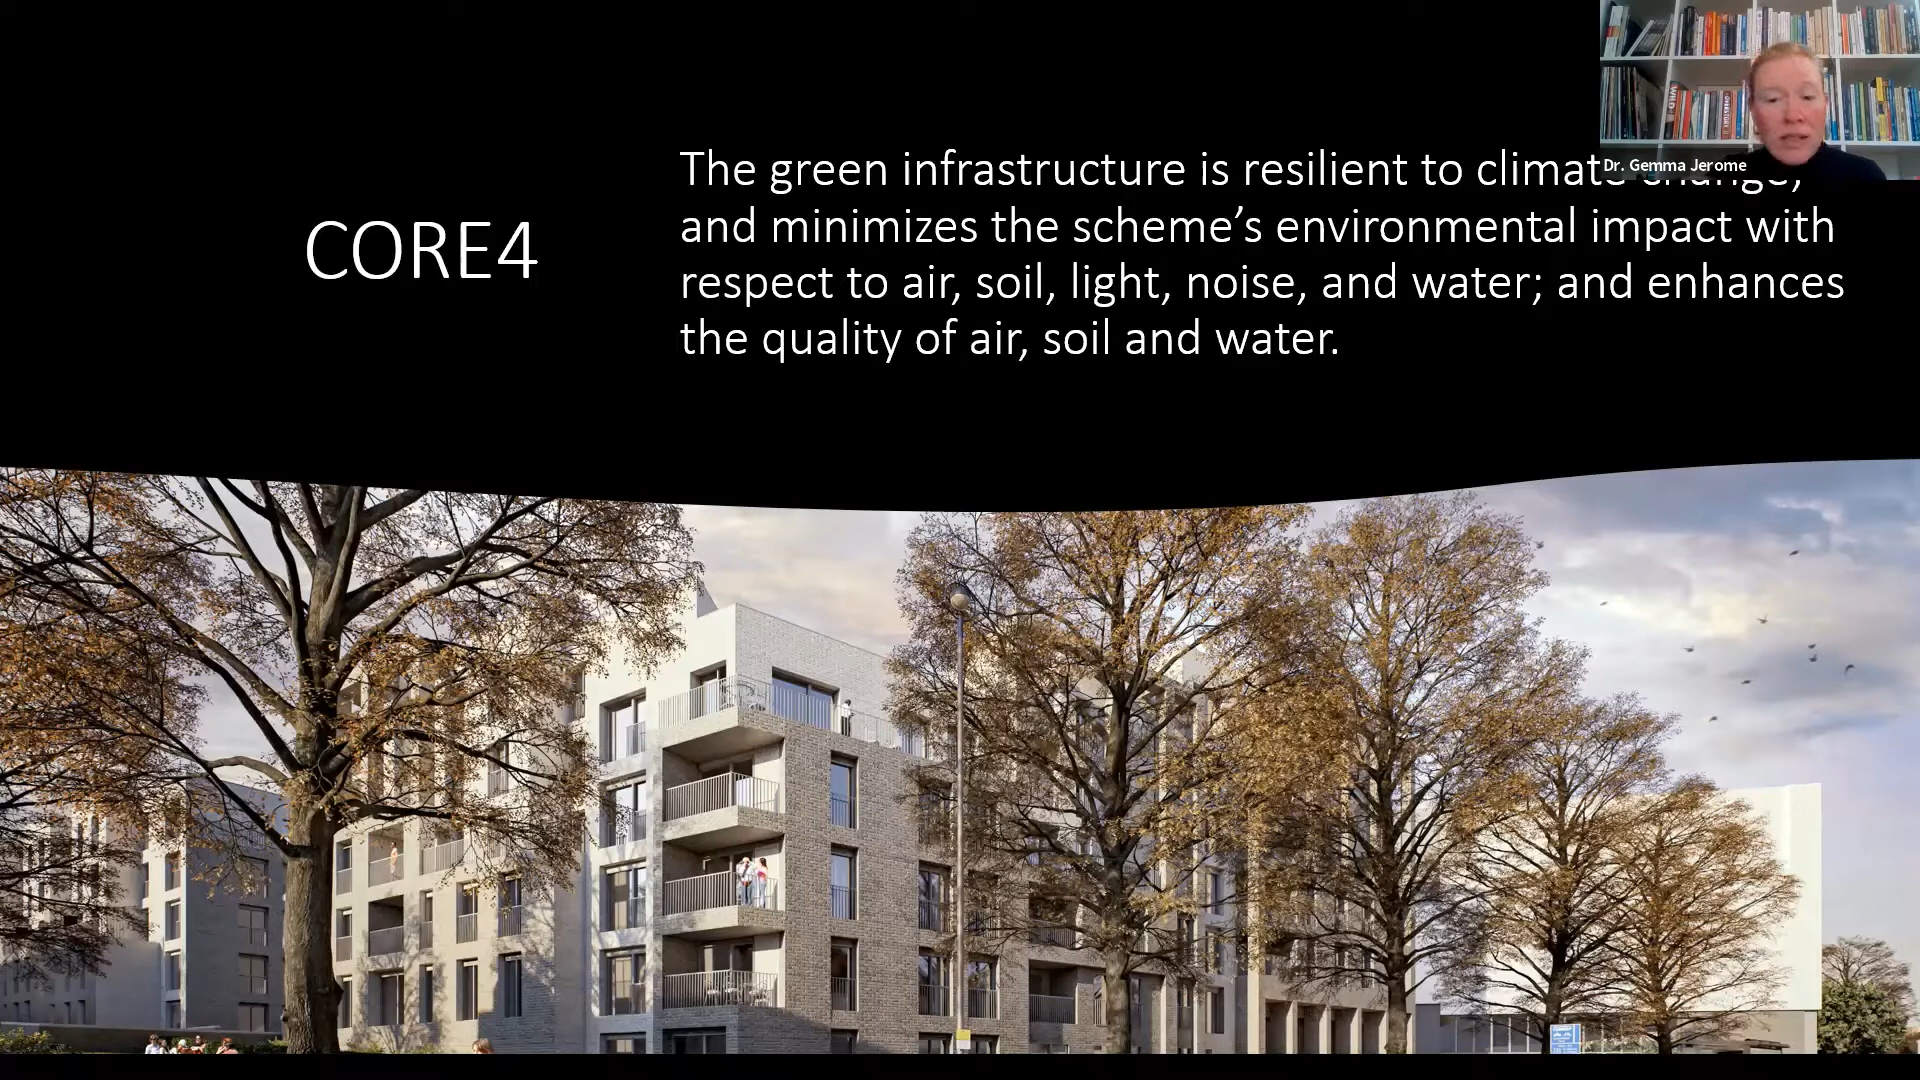 CORE4
The green infrastructure is resilient to climate change,
and minimizes the scheme’s environmental impact with
respect to air, soil, light, noise, and water; and enhances
the quality of air, soil and water.
Dr. Gemma Jerome
WILD